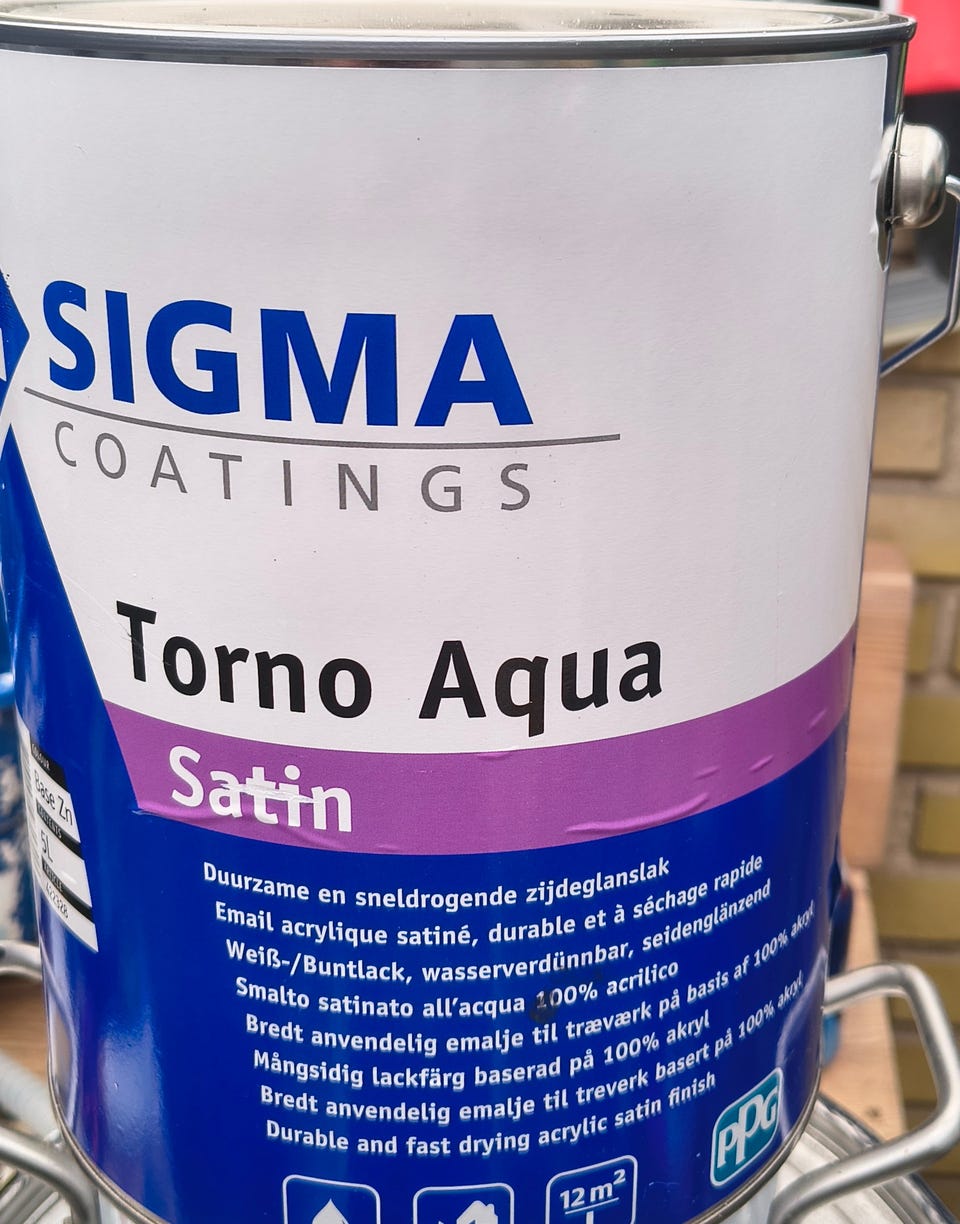 SIGMA
COATINGS
Torno Aqua
Satin
COLOUR
Base Zn
CONTENTS
5L
422328
Duurzame en sneldrogende zijdeglanslak
Email acrylique satiné, durable et à séchage rapide
Weiß-/Buntlack, wasserverdünnbar, seidenglänzend
Smalto satinato all'acqua 100% acrilico
Bredt anvendelig emalje til træværk på basis af 100% akryl
Mångsidig lackfärg baserad på 100% akryl
Bredt anvendelig emalje til treverk basert på 100% akryl
Durable and fast drying acrylic satin finish
PPG
12 m²